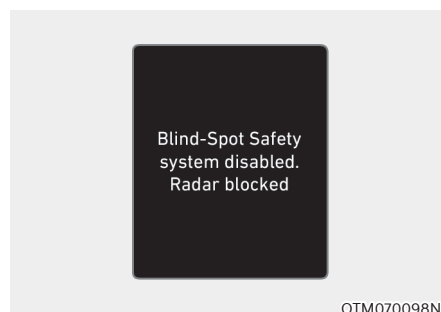 Blind-Spot Safety
system disabled.
Radar blocked
OTM070098N